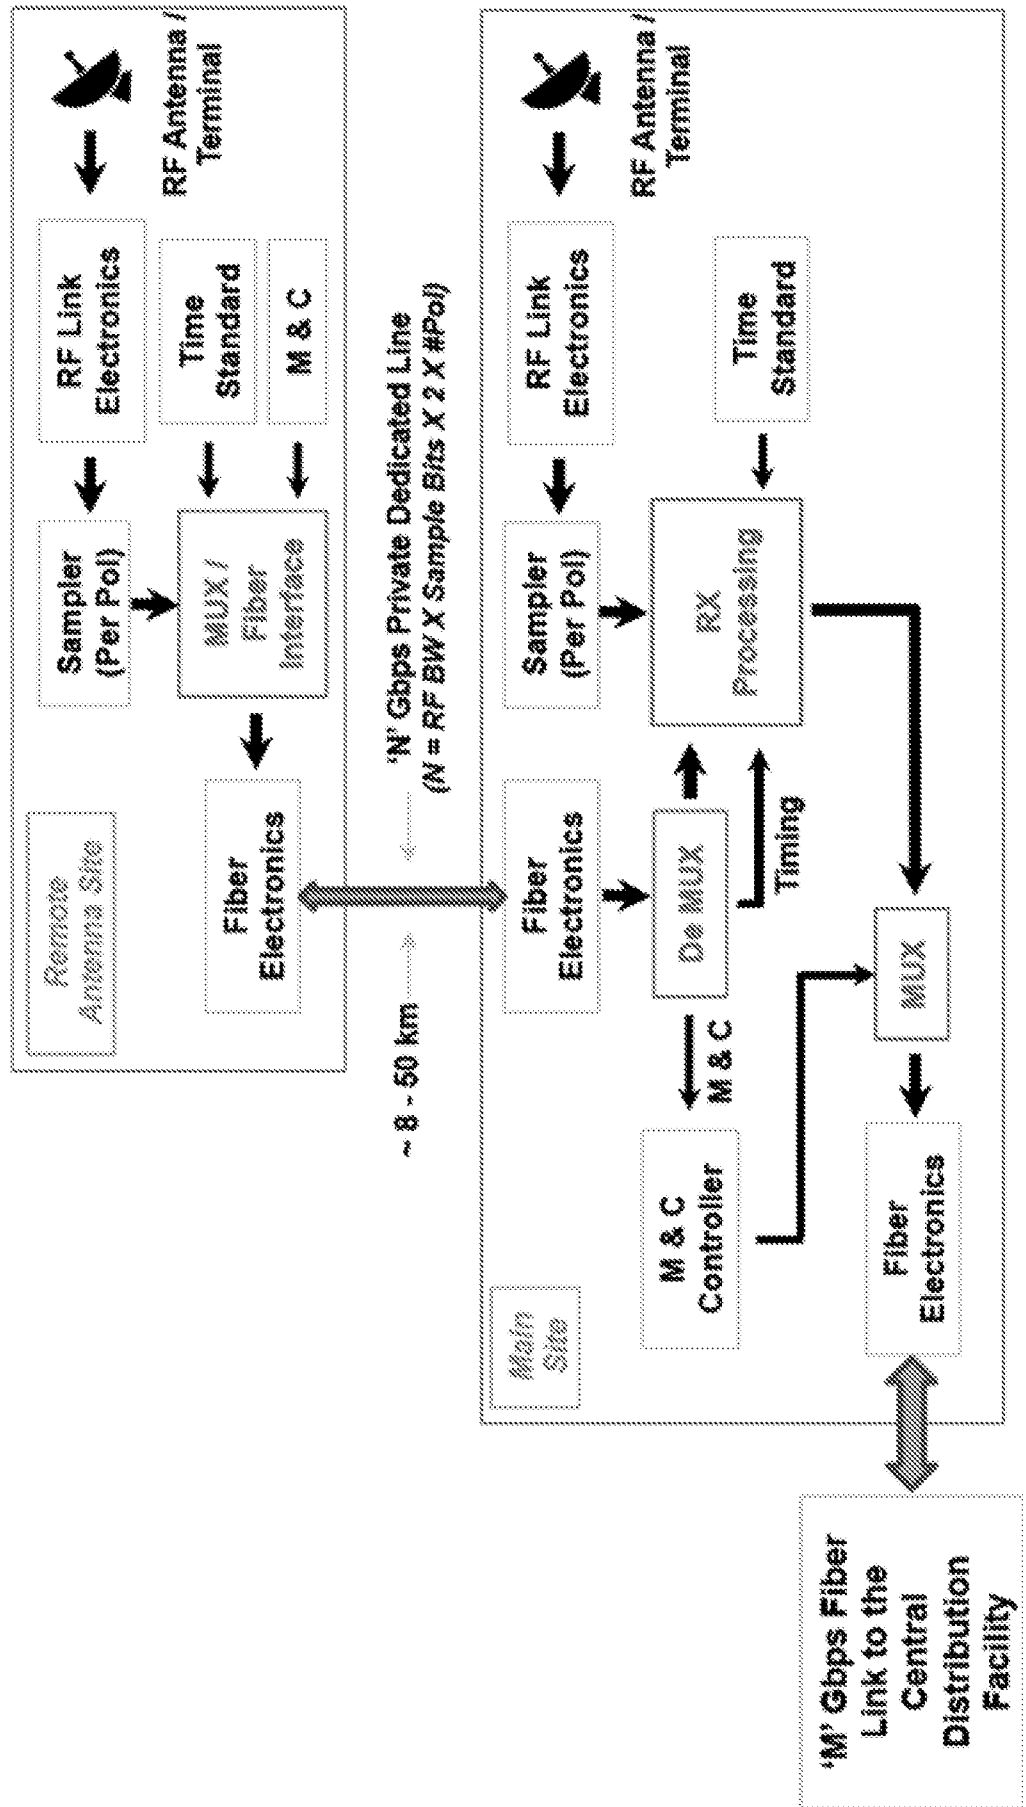 Remote
Antenna Site
Fiber
Electronics
MUX /
Fiber
Interface
Sampler
(Per Pol)
RF Link
Electronics
Time
Standard
M & C
RF Antenna /
Terminal
~ 8 - 50 km
'N' Gbps Private Dedicated Line
(N = RF BW X Sample Bits X 2 X #Pol)
Main
Site
Fiber
Electronics
Sampler
(Per Pol)
RF Link
Electronics
RF Antenna /
Terminal
M & C
Controller
M & C
De MUX
Timing
RX
Processing
Time
Standard
Fiber
Electronics
MUX
'M' Gbps Fiber
Link to the
Central
Distribution
Facility